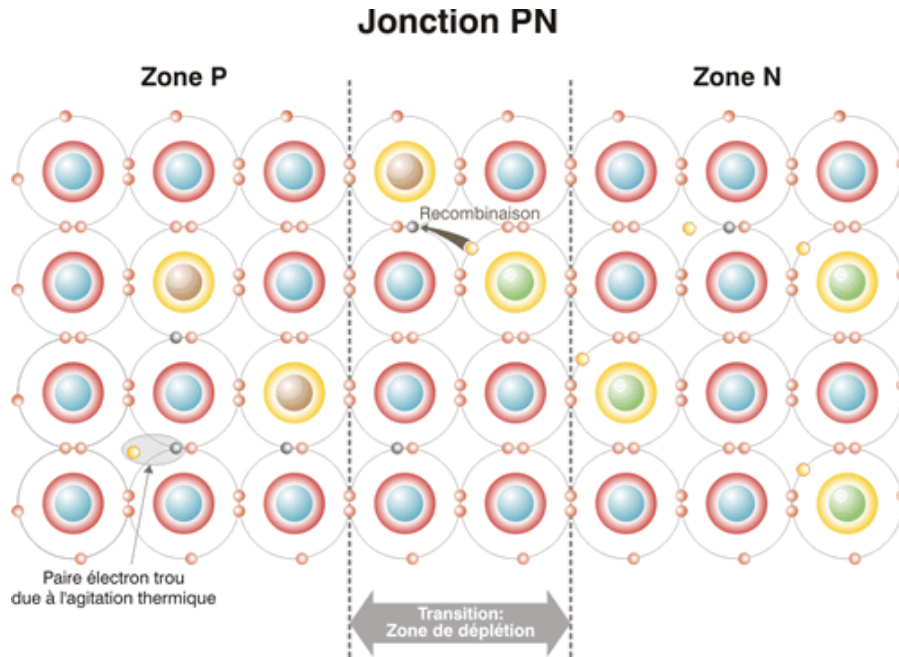 Jonction PN
Zone P
Zone N
Recombinaison
Paire électron trou
due à l'agitation thermique
Transition:
Zone de déplétion